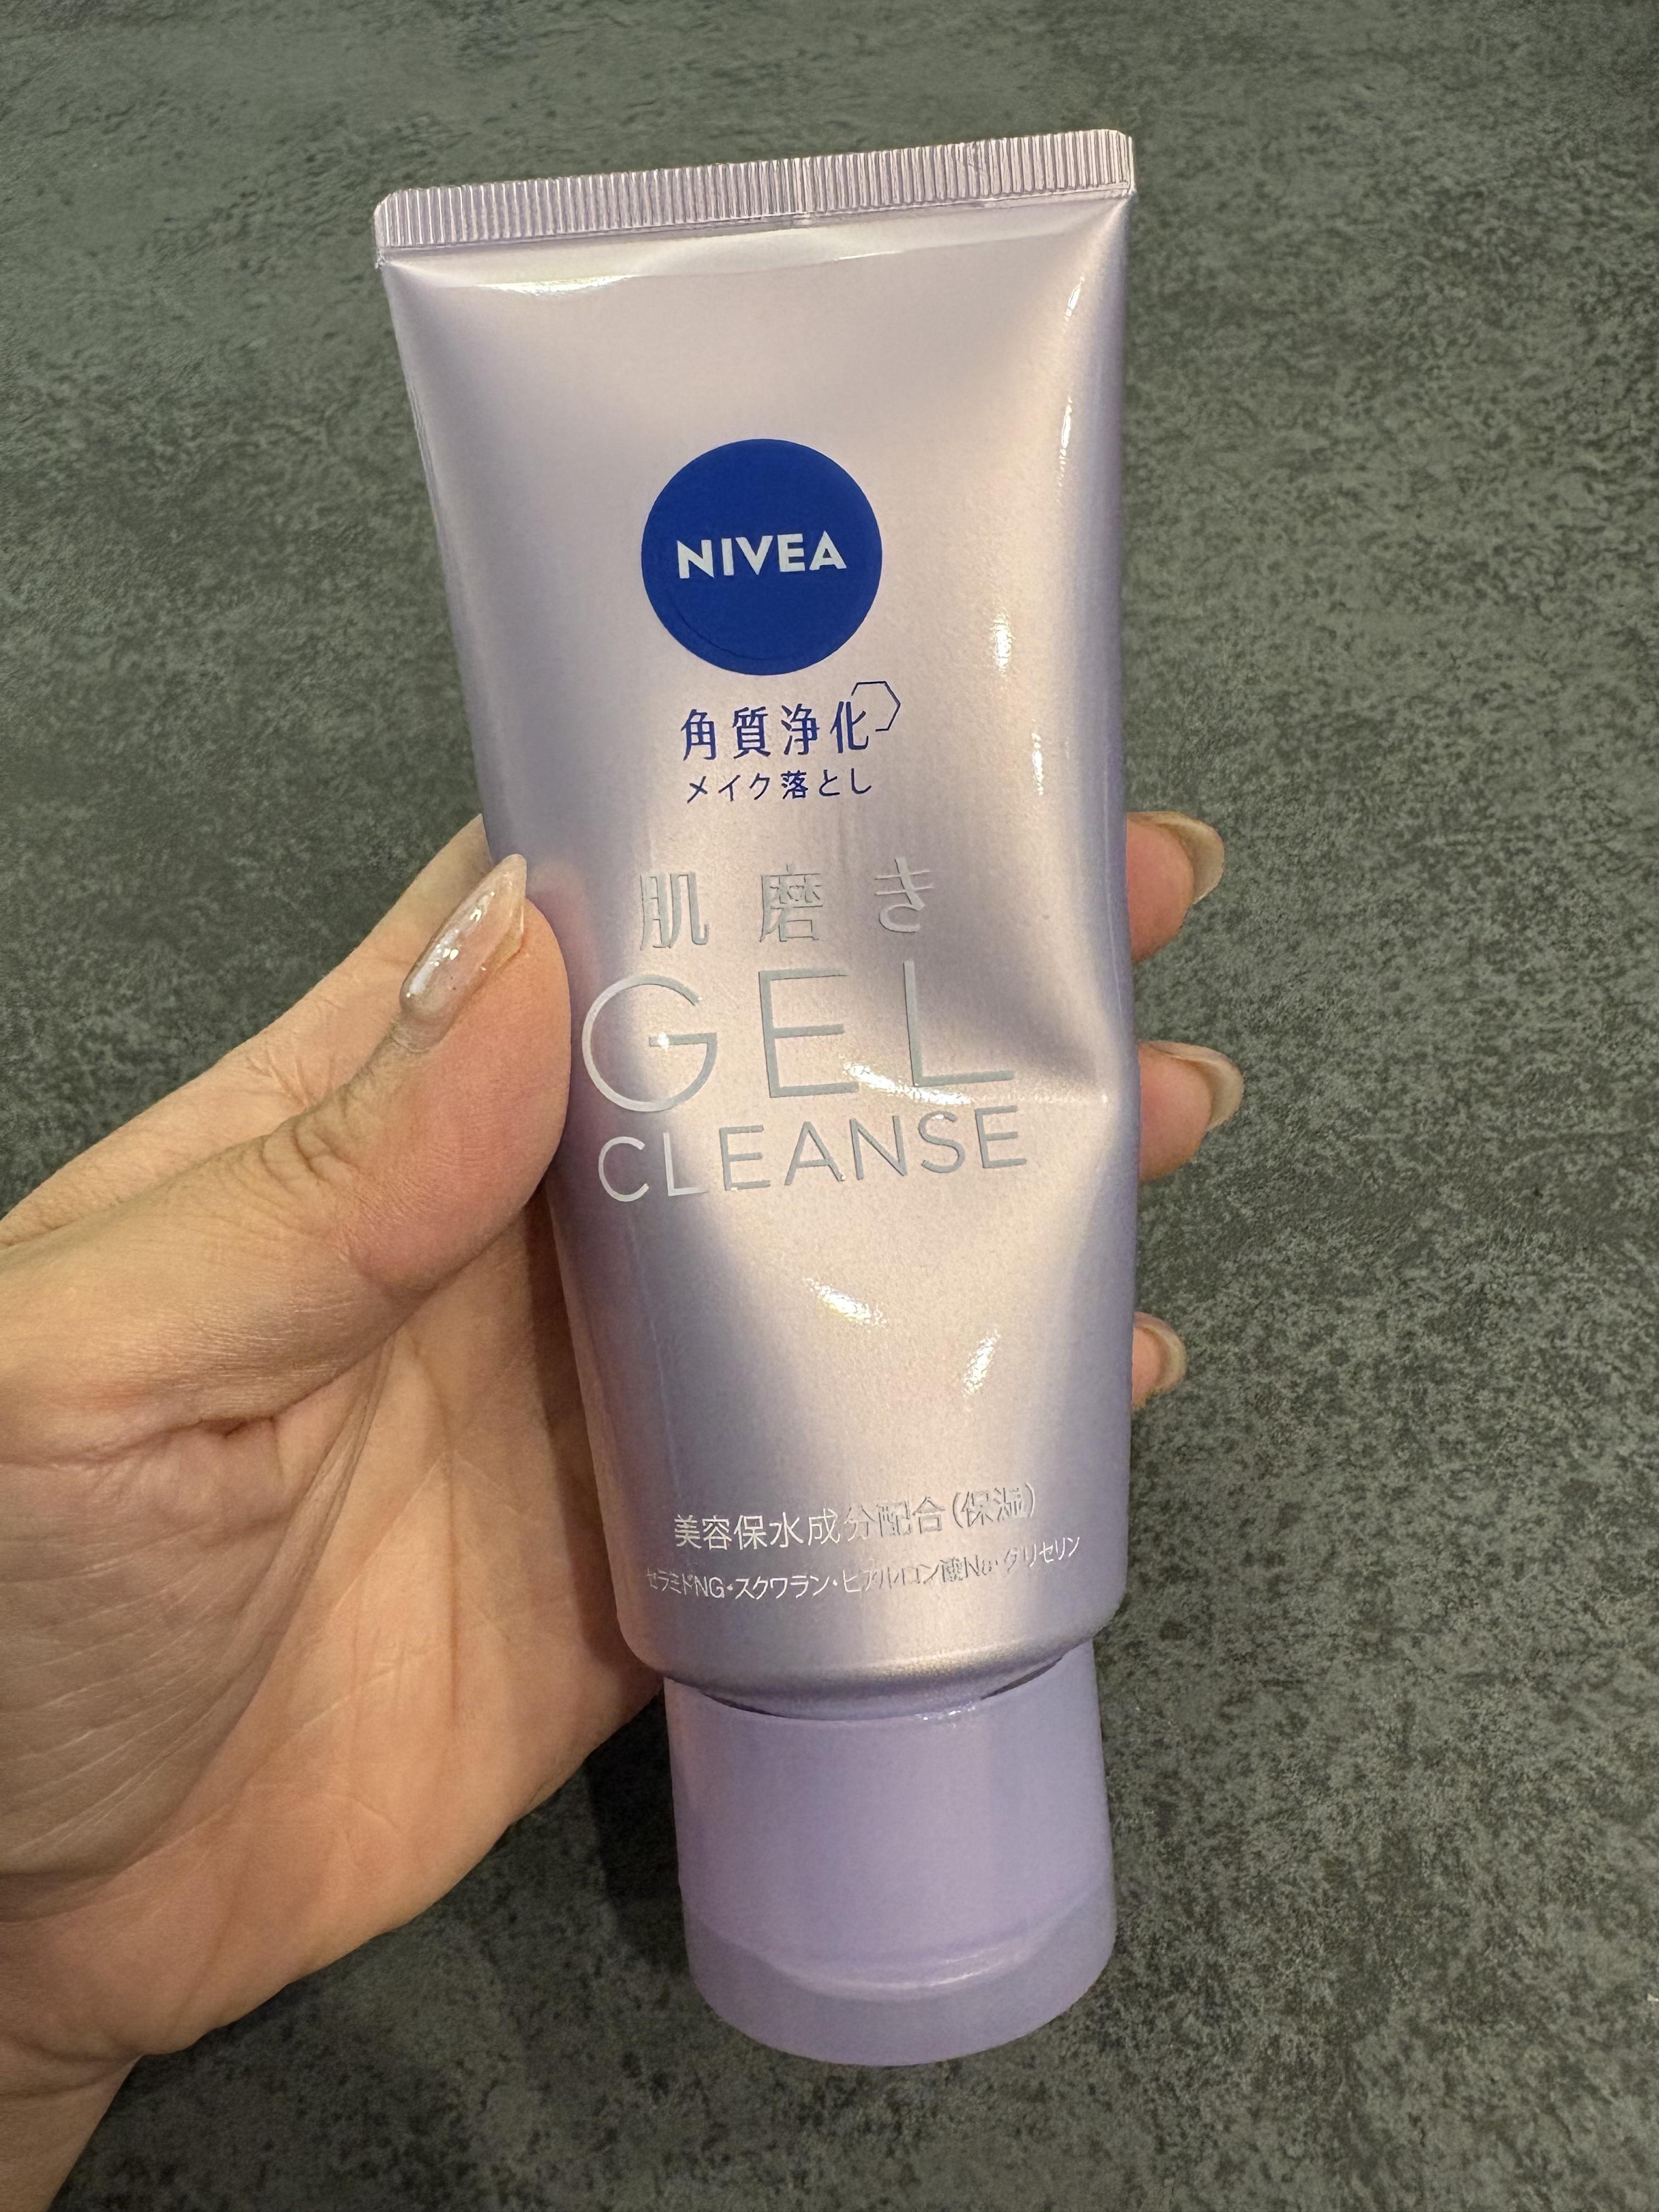 NIVEA
角質浄化
メイク落とし
肌磨き
GEL
CLEANSE
美容保水成分配合(保湿)
セラミドNG・スクワラン・ヒアルロン酸Na・グリセリン